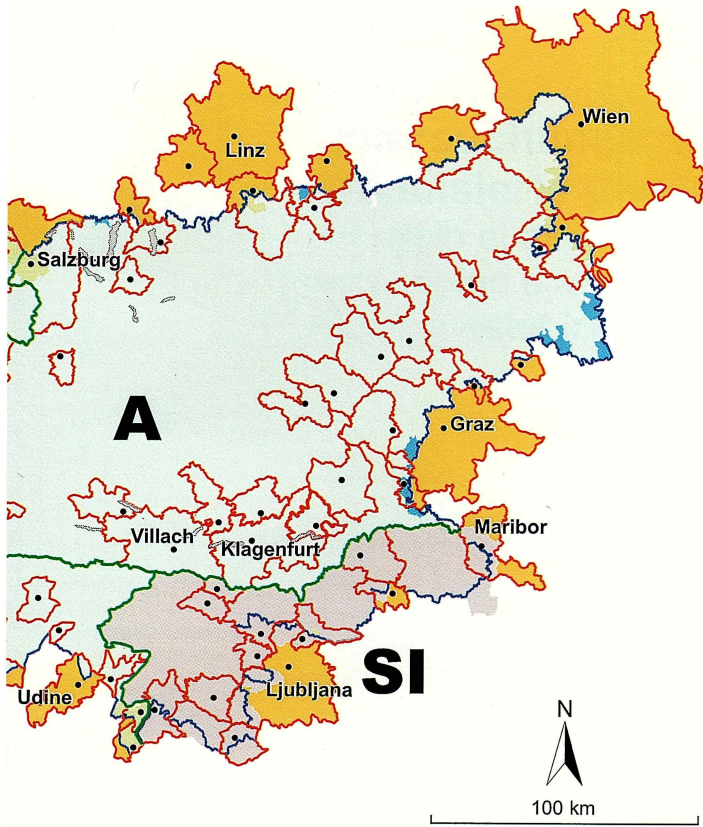 Wien
Linz
Salzburg
A
Graz
Villach
Klagenfurt
Maribor
SI
Udine
Ljubljana
N
100 km